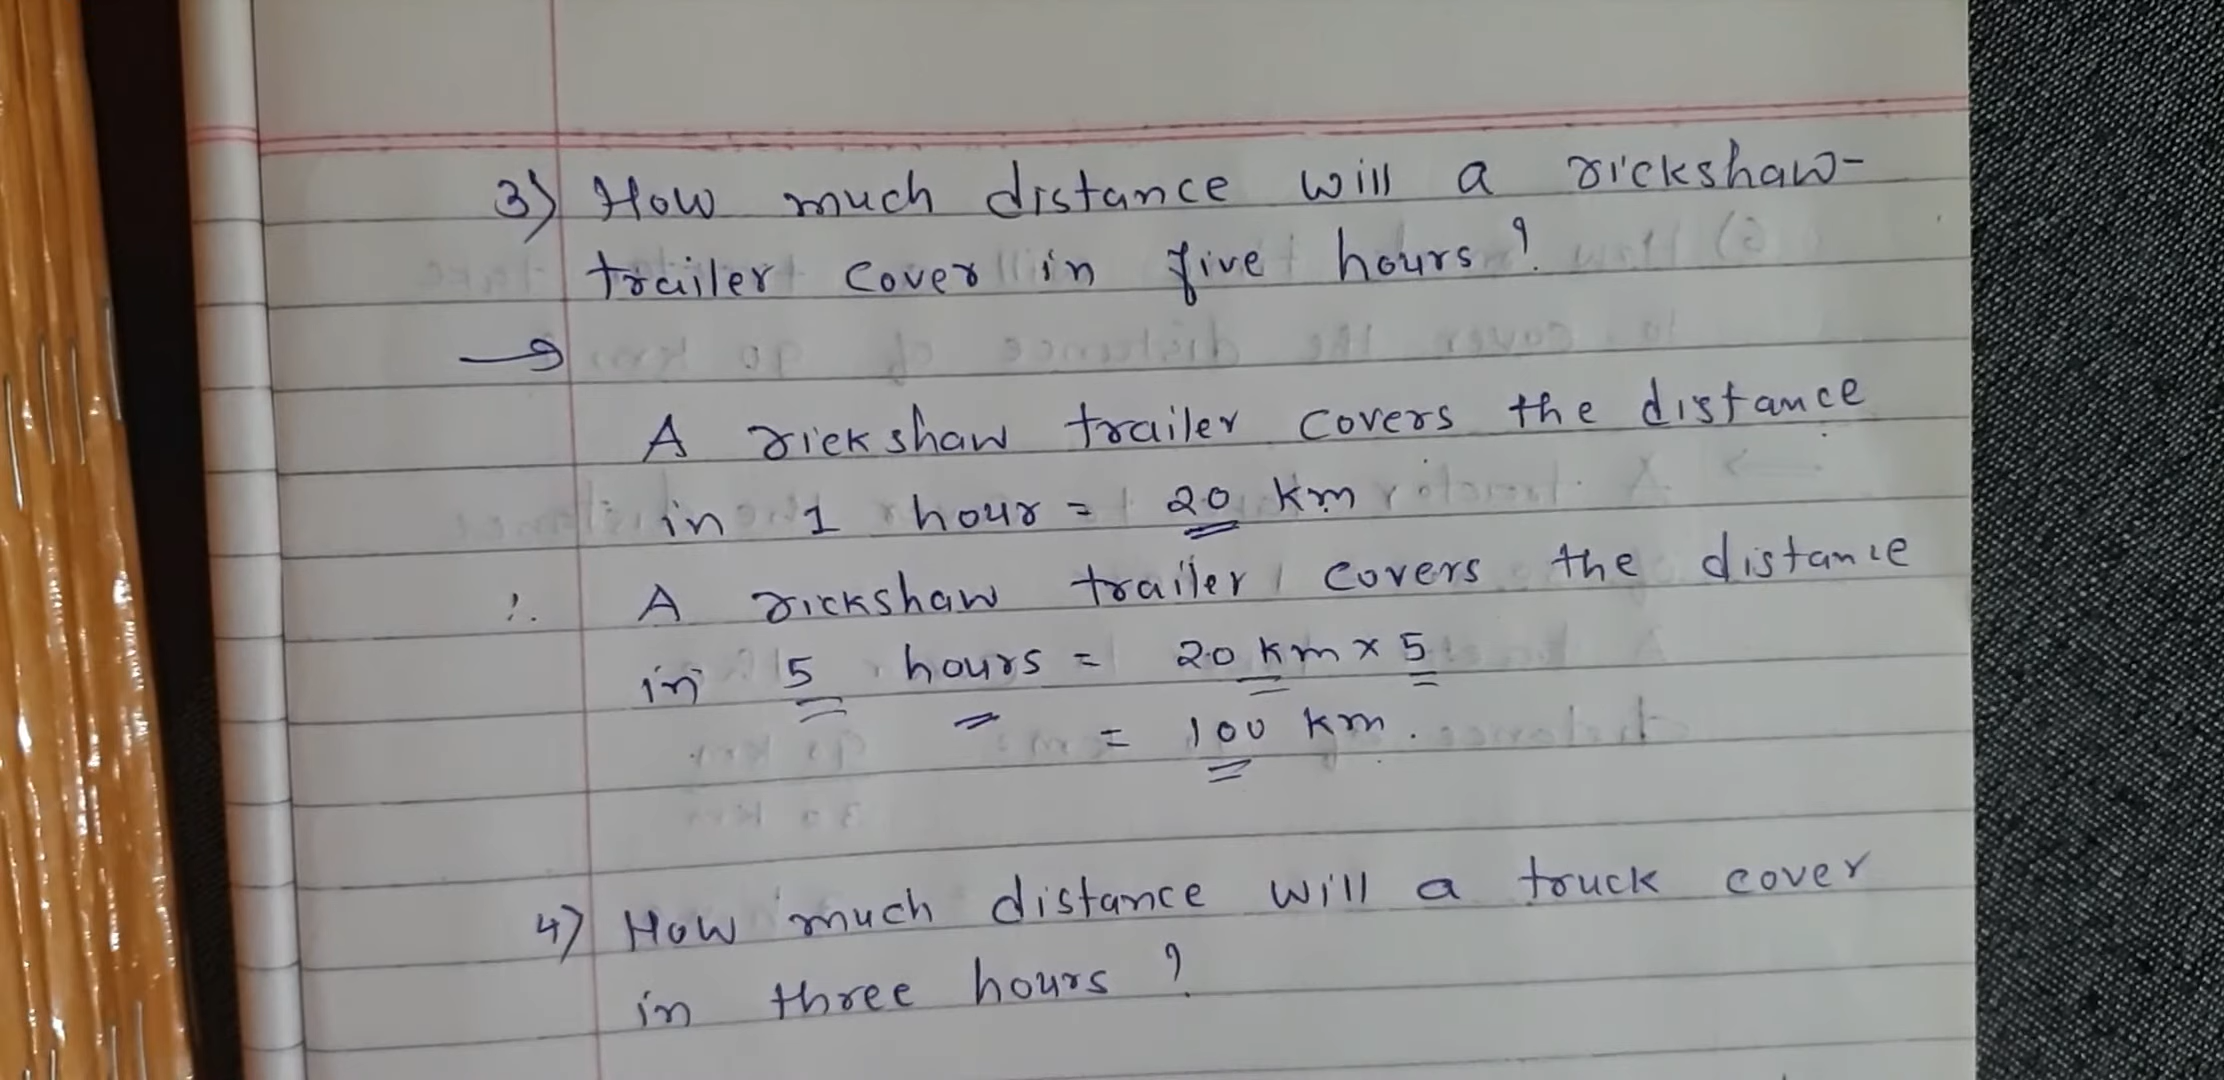 3) How much distance will a rickshaw-
trailer cover in five hours?
→
A rickshaw trailer covers the distance
in 1 hour = 20 km
∴ A rickshaw trailer covers the distance
in 5 hours = 20 km x 5
= 100 km.
4) How much distance will a truck cover
in three hours ?